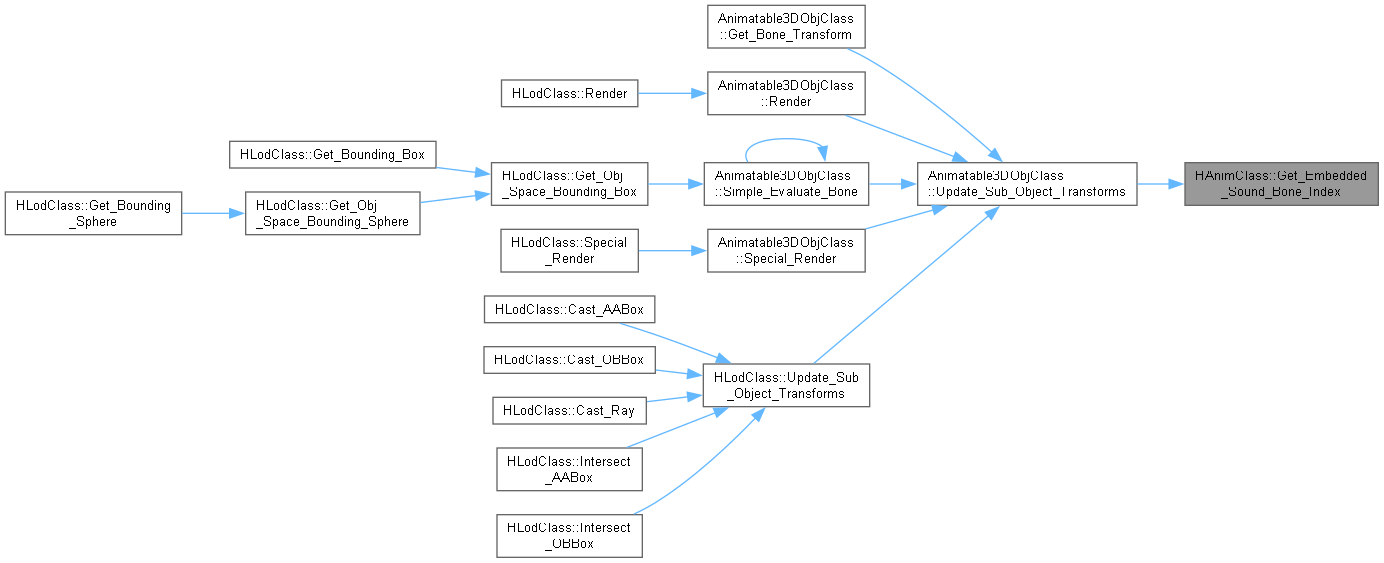 Animatable3DObjClass
::Get_Bone_Transform
HLodClass::Render
Animatable3DObjClass
::Render
HLodClass::Get_Bounding_Box
HLodClass::Get_Obj
_Space_Bounding_Box
Animatable3DObjClass
::Simple_Evaluate_Bone
Animatable3DObjClass
::Update_Sub_Object_Transforms
HAnimClass::Get_Embedded
_Sound_Bone_Index
HLodClass::Get_Bounding
_Sphere
HLodClass::Get_Obj
_Space_Bounding_Sphere
HLodClass::Special
_Render
Animatable3DObjClass
::Special_Render
HLodClass::Cast_AABox
HLodClass::Cast_OBBox
HLodClass::Update_Sub
_Object_Transforms
HLodClass::Cast_Ray
HLodClass::Intersect
_AABox
HLodClass::Intersect
_OBBox